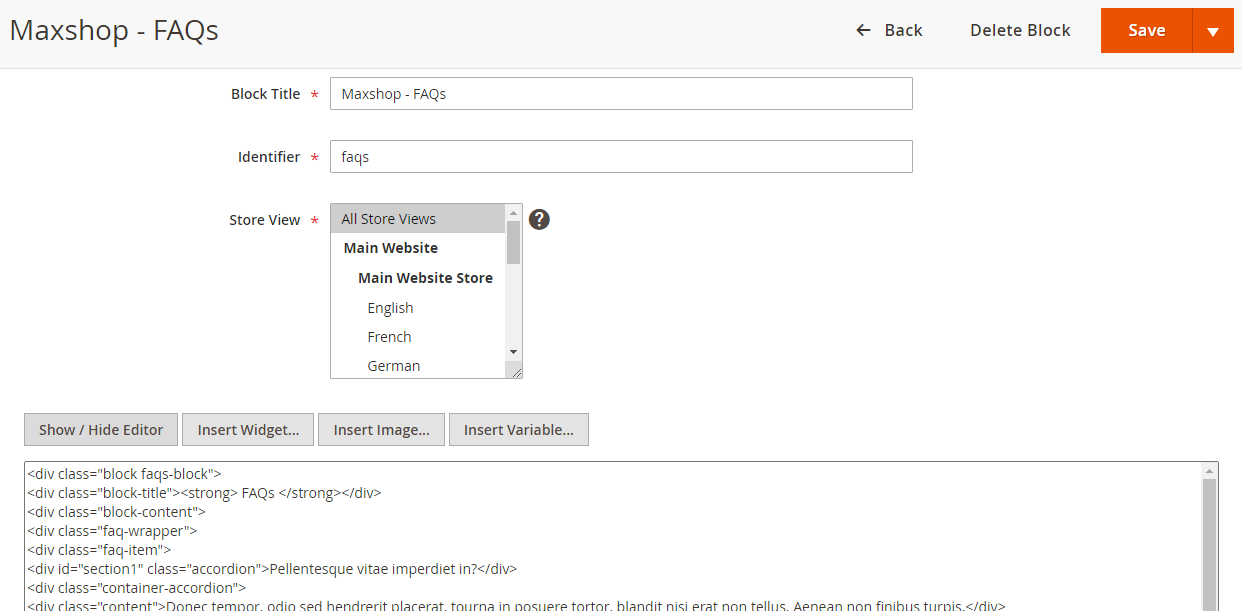 Maxshop - FAQs
← Back
Delete Block
Save
Block Title *
Maxshop - FAQs
Identifier *
faqs
Store View *
All Store Views
?
Main Website
Main Website Store
English
French
German
Show / Hide Editor
Insert Widget...
Insert Image...
Insert Variable...
<div class="block faqs-block">
<div class="block-title"><strong> FAQs </strong></div>
<div class="block-content">
<div class="faq-wrapper">
<div class="faq-item">
<div id="section1" class="accordion">Pellentesque vitae imperdiet in?</div>
<div class="container-accordion">
<div class="content">Donec tempor, odio sed hendrerit placerat, tourna in posuere tortor, blandit nisi erat non tellus. Aenean non finibus turpis.</div>